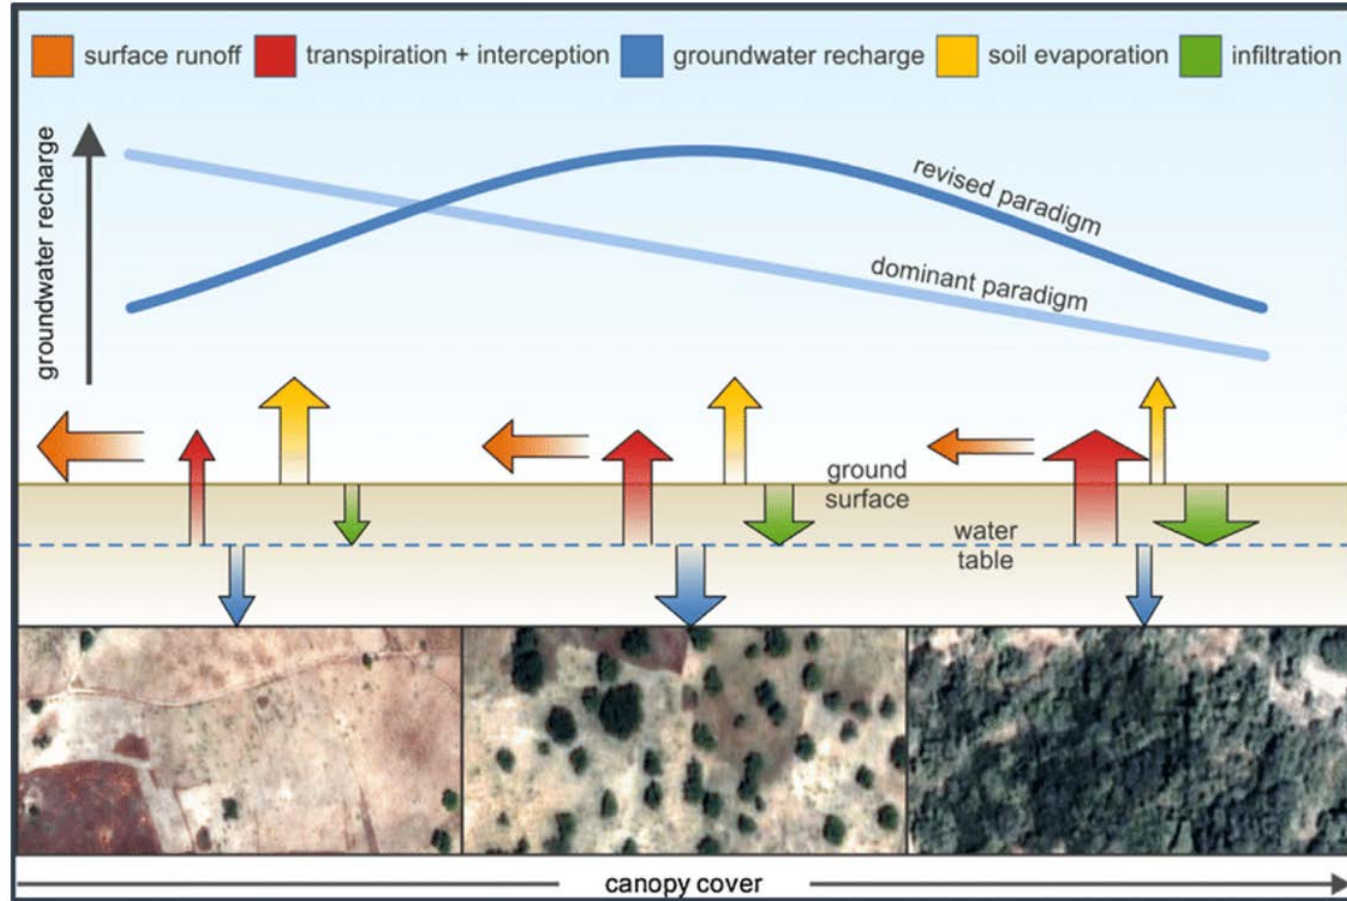 surface runoff
transpiration + interception
groundwater recharge
soil evaporation
infiltration
groundwater recharge
revised paradigm
dominant paradigm
ground
surface
water
table
canopy cover